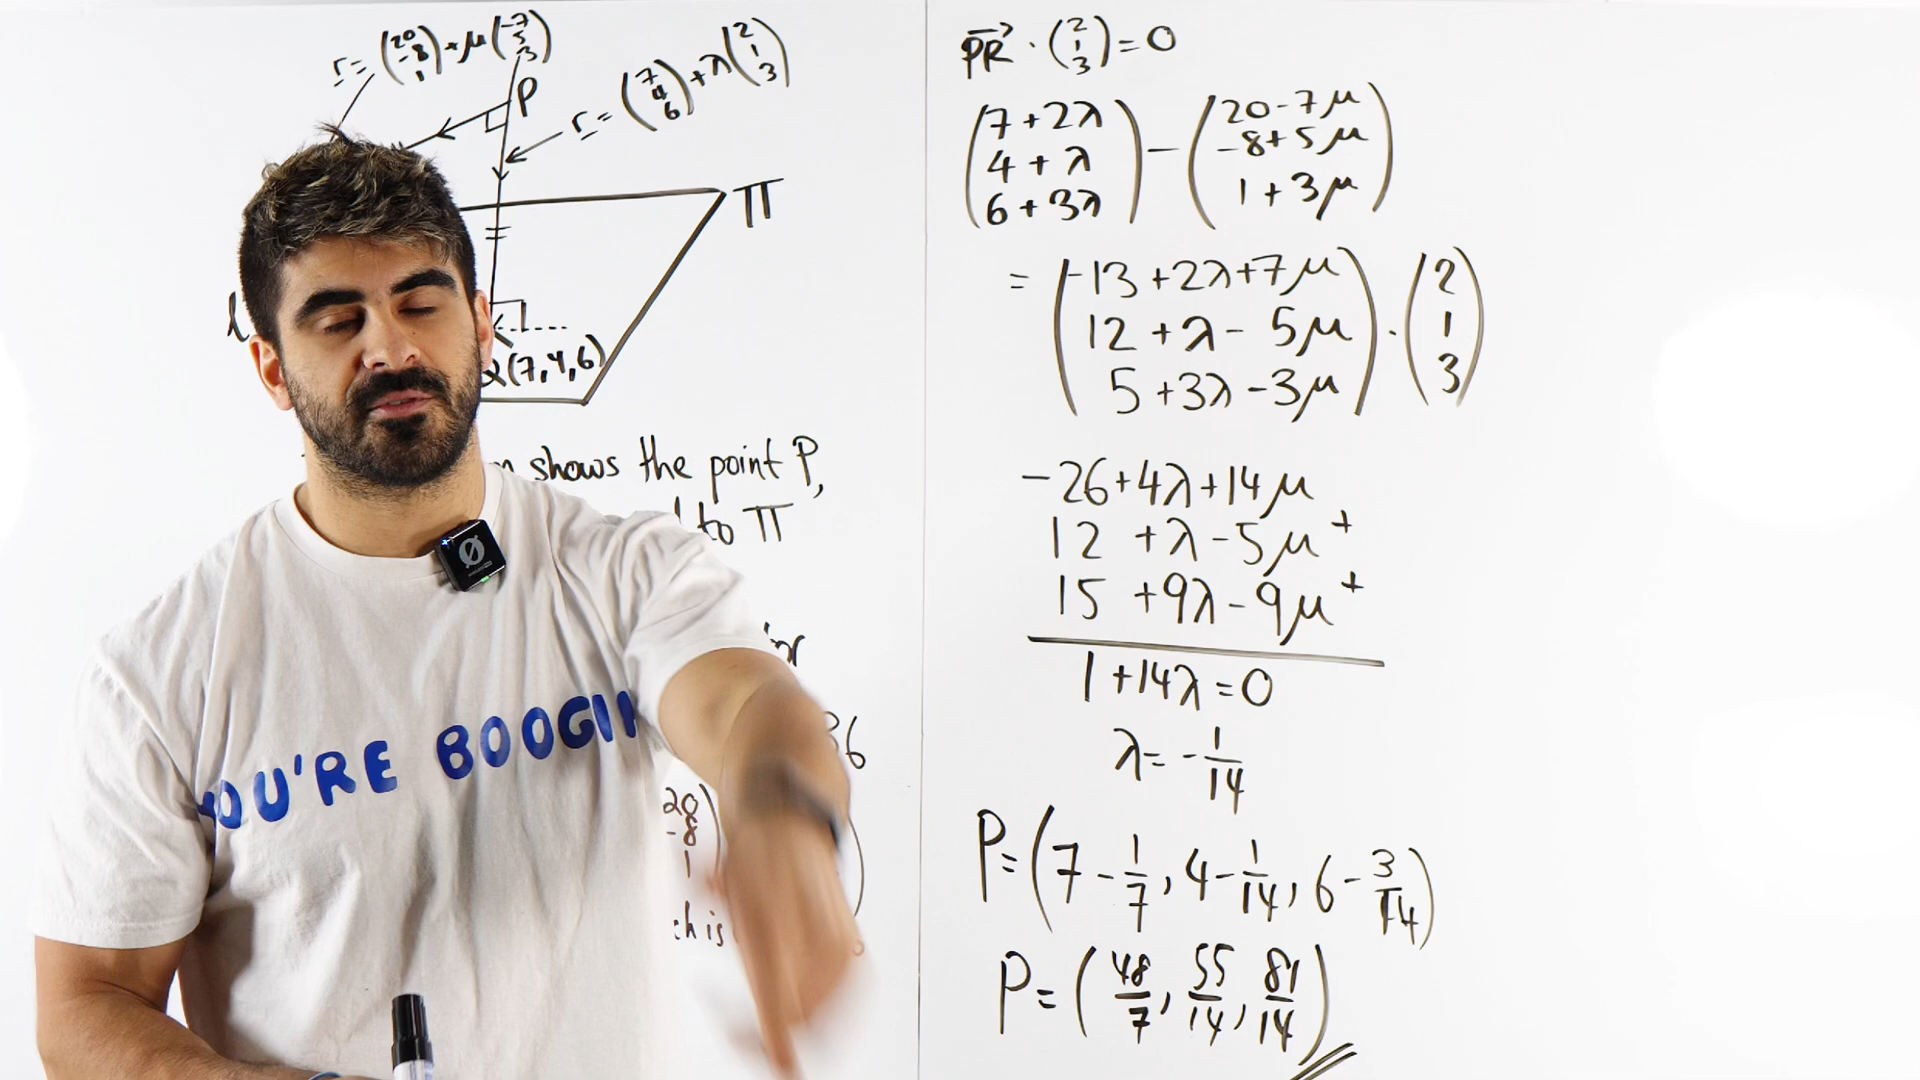 r = (20 -8 1) + μ(-7 5 3)
P
r = (7 4 6) + λ(2 1 3)
Π
l
(7,4,6)
shows the point P,
to Π
YOU'RE BOOGI
Ø
36
20
-8
1
PR · (2 1 3) = 0
(7+2λ 4+λ 6+3λ) − (20-7μ -8+5μ 1+3μ)
= (-13+2λ+7μ 12+λ-5μ 5+3λ-3μ) · (2 1 3)
-26+4λ+14μ
12 +λ-5μ +
15 +9λ-9μ +
1+14λ=0
λ= -1/14
P= (7-1/7, 4-1/14, 6-3/14)
P= (48/7, 55/14, 81/14)